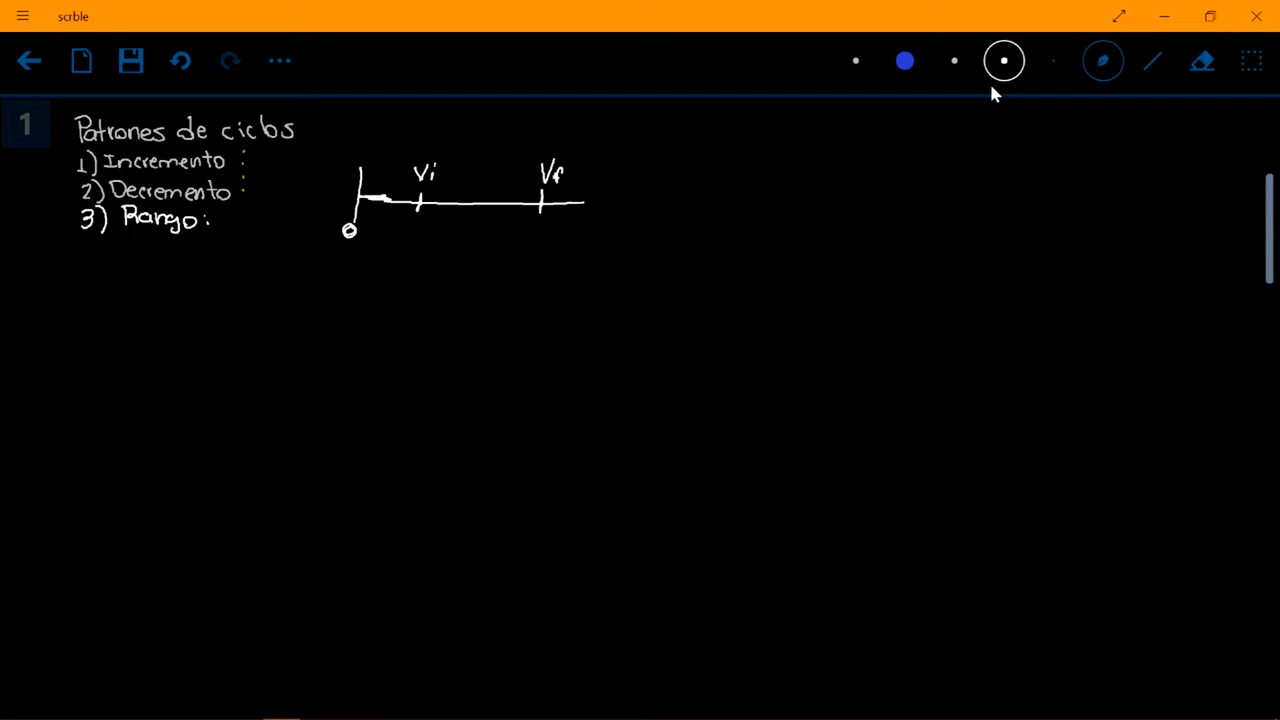 scrble
1
Patrones de ciclos
1) Incremento :
2) Decremento :
3) Rango:
Vi
Vf
0